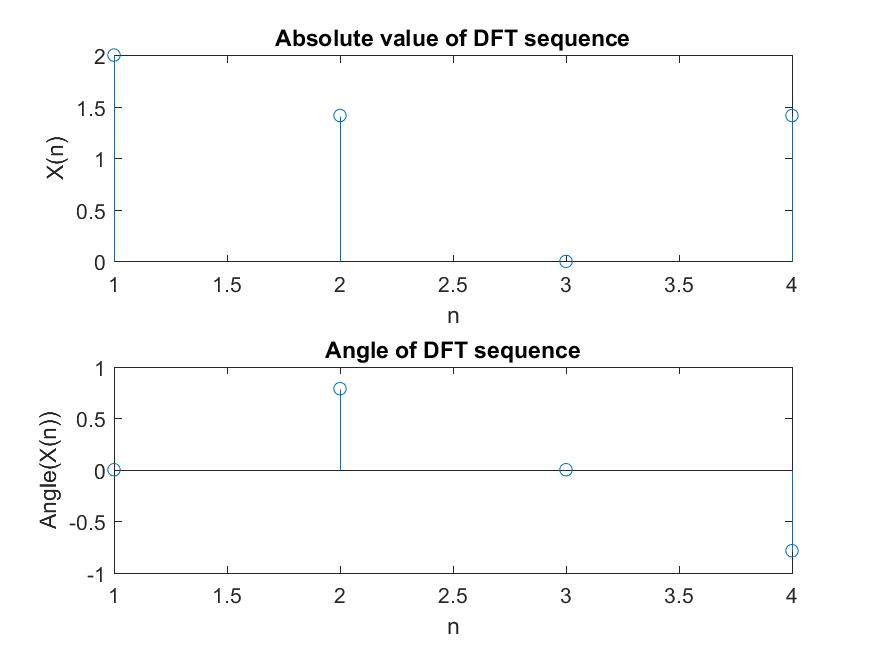 Absolute value of DFT sequence
2
1.5
1
0.5
0
X(n)
1 1.5 2 2.5 3 3.5 4
n
Angle of DFT sequence
1
0.5
0
-0.5
-1
Angle(X(n))
1 1.5 2 2.5 3 3.5 4
n